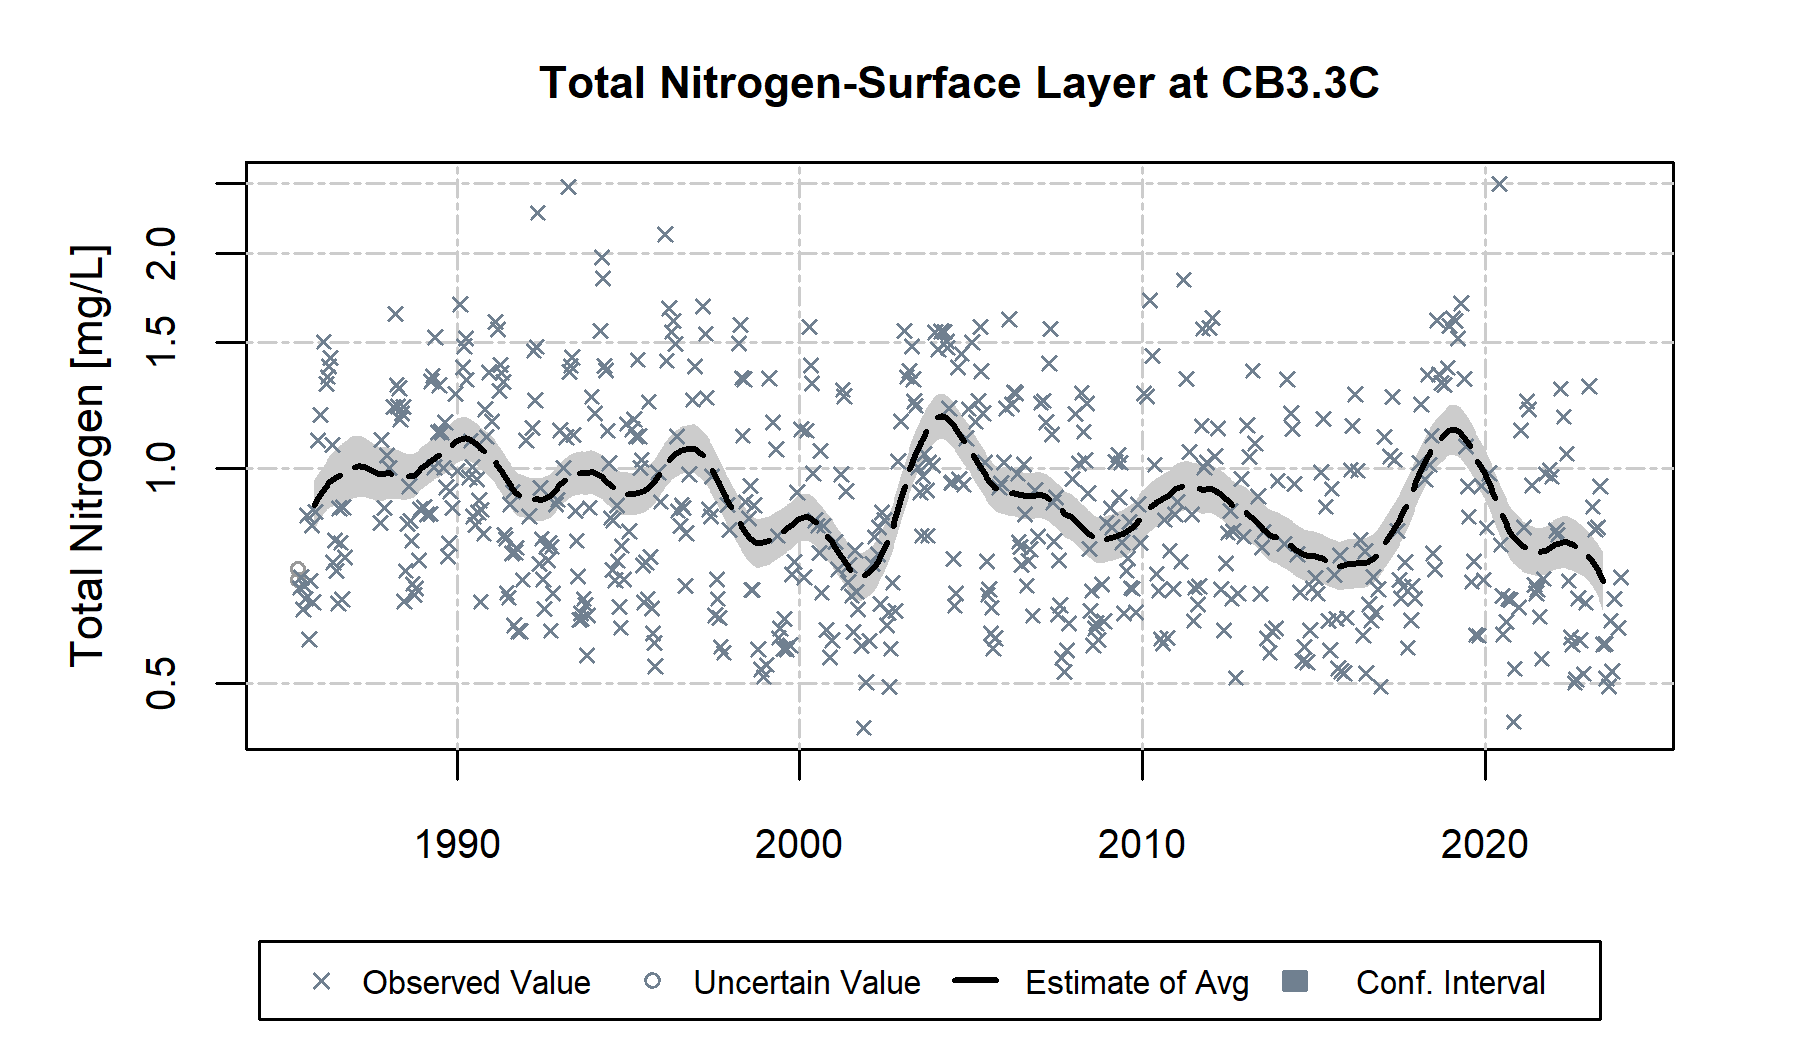 Total Nitrogen-Surface Layer at CB3.3C
Total Nitrogen [mg/L]
2.0
1.5
1.0
0.5
1990 2000 2010 2020
Observed Value Uncertain Value Estimate of Avg Conf. Interval